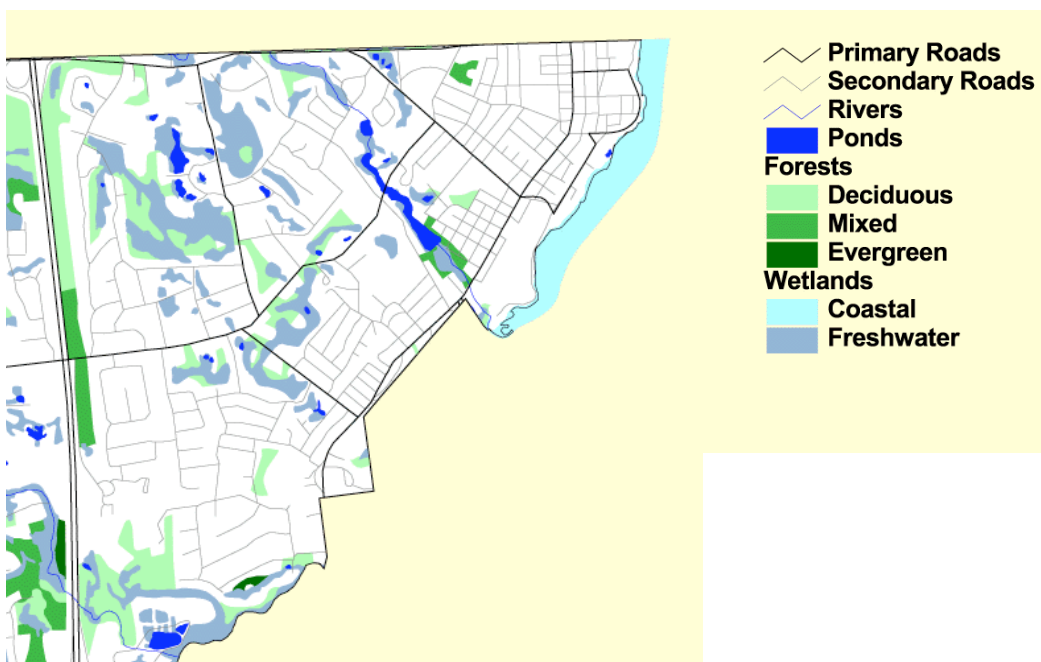 Primary Roads
Secondary Roads
Rivers
Ponds
Forests
Deciduous
Mixed
Evergreen
Wetlands
Coastal
Freshwater